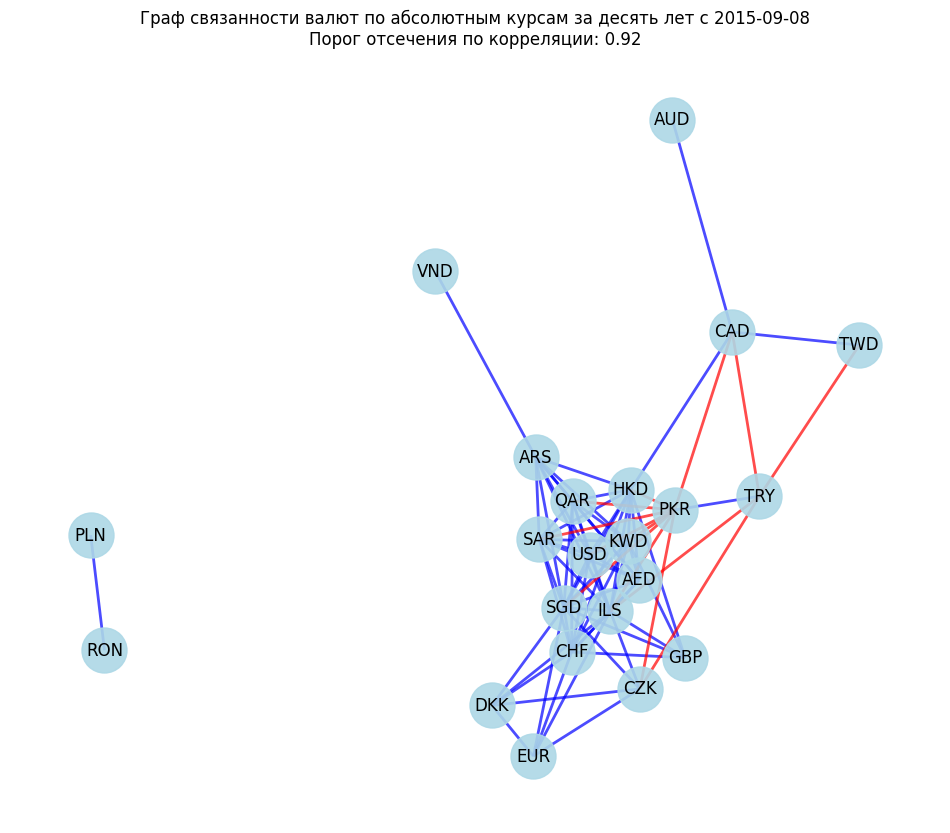 Граф связанности валют по абсолютным курсам за десять лет с 2015-09-08
Порог отсечения по корреляции: 0.92
AUD
VND
CAD
TWD
ARS
HKD
QAR
TRY
PKR
PLN
SAR
KWD
USD
AED
SGD
ILS
RON
CHF
GBP
CZK
DKK
EUR